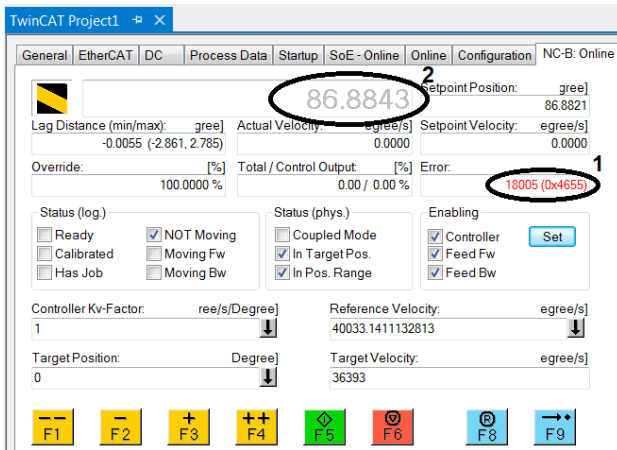 TwinCAT Project1
General EtherCAT DC Process Data Startup SoE - Online Online Configuration NC-B: Online
2
86.8843
Setpoint Position: gree]
86.8821
Lag Distance (min/max): gree] Actual Velocity: egree/s] Setpoint Velocity: egree/s]
-0.0055 (-2.861, 2.785) 0.0000 0.0000
Override: [%] Total / Control Output: [%] Error: 1
100.0000 % 0.00 / 0.00 % 18005 (0x4655)
Status (log.) Status (phys.) Enabling
Ready NOT Moving Coupled Mode Controller Set
Calibrated Moving Fw In Target Pos. Feed Fw
Has Job Moving Bw In Pos. Range Feed Bw
Controller Kv-Factor: ree/s/Degree] Reference Velocity: egree/s]
1 40033.1411132813
Target Position: Degree] Target Velocity: egree/s]
0 36393
-- - + ++ R
F1 F2 F3 F4 F5 F6 F8 F9